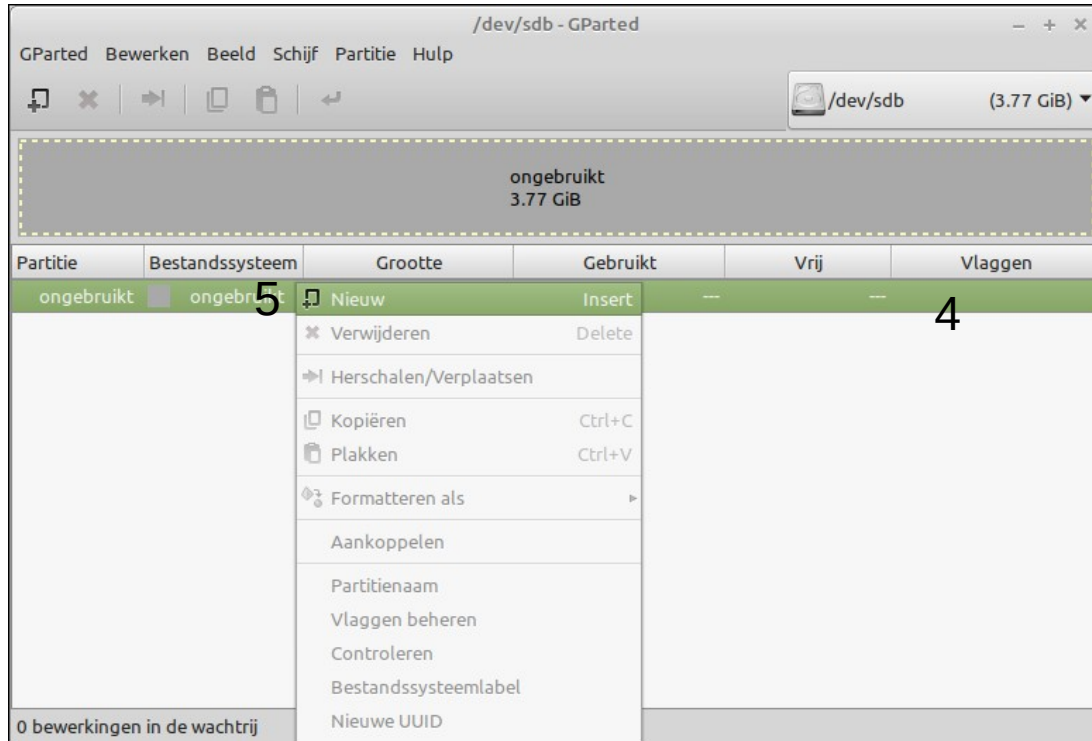 /dev/sdb - GParted
GParted Bewerken Beeld Schijf Partitie Hulp
/dev/sdb (3.77 GiB)
ongebruikt
3.77 GiB
Partitie Bestandssysteem Grootte Gebruikt Vrij Vlaggen
ongebruikt ongebruikt --- ---
5
4
Nieuw Insert
Verwijderen Delete
Herschalen/Verplaatsen
Kopiëren Ctrl+C
Plakken Ctrl+V
Formatteren als
Aankoppelen
Partitienaam
Vlaggen beheren
Controleren
Bestandssysteemlabel
Nieuwe UUID
0 bewerkingen in de wachtrij